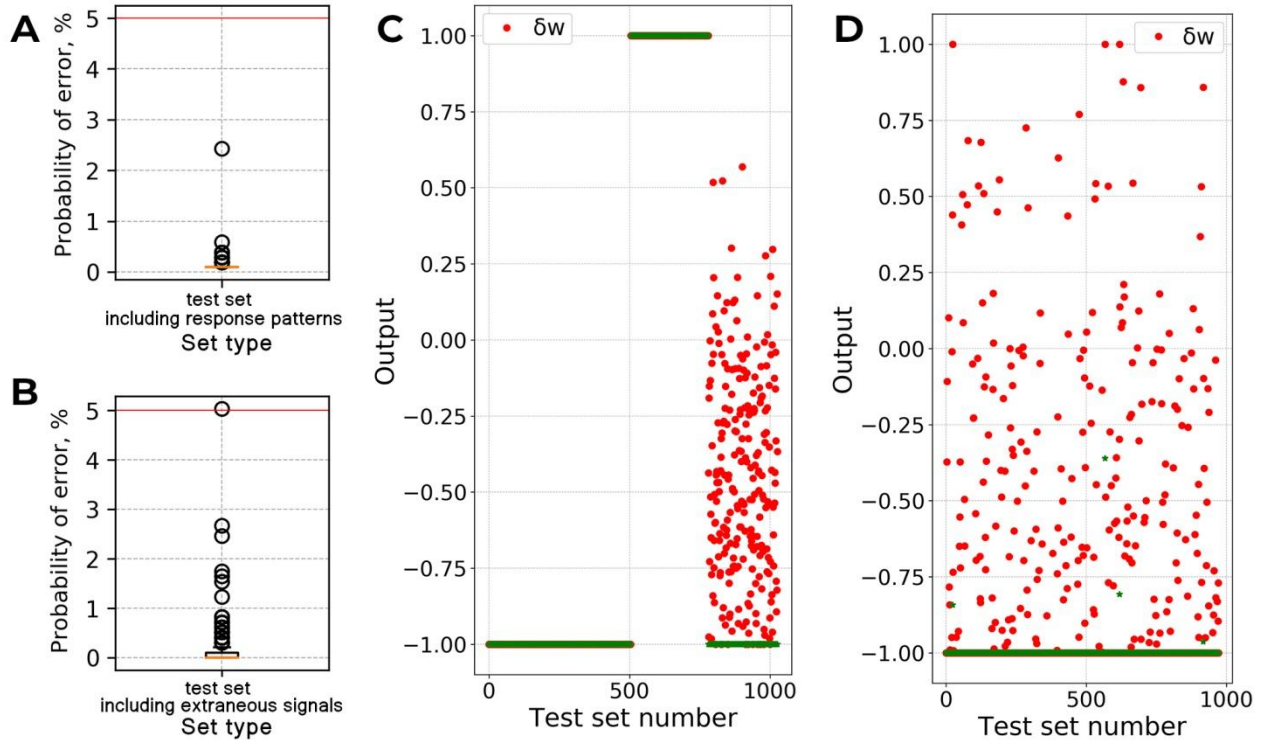 A
Probability of error, %
5
4
3
2
1
0
test set
including response patterns
Set type
B
Probability of error, %
5
4
3
2
1
0
test set
including extraneous signals
Set type
C
δw
Output
1.00
0.75
0.50
0.25
0.00
−0.25
−0.50
−0.75
−1.00
0
500
1000
Test set number
D
δw
Output
1.00
0.75
0.50
0.25
0.00
−0.25
−0.50
−0.75
−1.00
0
500
1000
Test set number